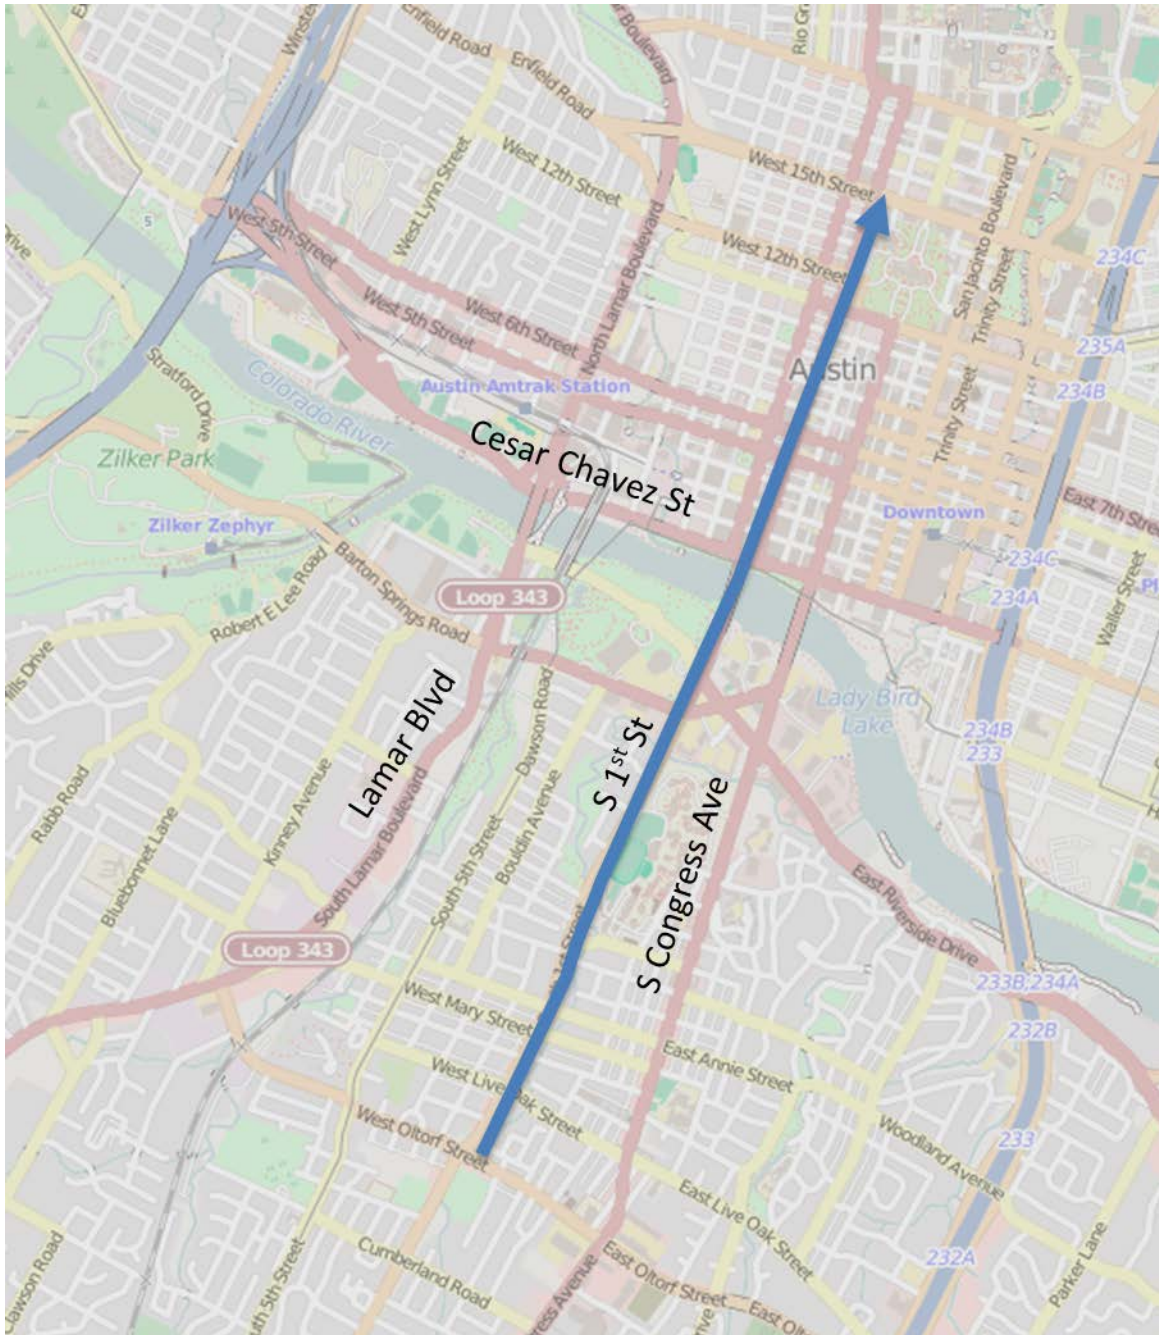 Enfield Road
Enfield Road
West Lynn Street
West 12th Street
West 15th Street
West 12th Street
North Lamar Boulevard
San Jacinto Boulevard
Trinity Street
Trinity Street
234C
235A
234B
5
West 5th Street
West 5th Street
West 6th Street
Austin
Stratford Drive
Colorado River
Austin Amtrak Station
Cesar Chavez St
Zilker Park
Zilker Zephyr
Downtown
East 7th Stree
234C
234A
Waller Street
Robert E Lee Road
Barton Springs Road
Loop 343
Lamar Blvd
Dawson Road
S 1st St
S Congress Ave
Lady Bird
Lake
234B
233
Rabb Road
Bluebonnet Lane
Kinney Avenue
South Lamar Boulevard
South 5th Street
Bouldin Avenue
East Riverside Drive
Loop 343
233B;234A
232B
West Mary Street
East Annie Street
West Live Oak Street
West Oltorf Street
Woodland Avenue
233
East Live Oak Street
Cumberland Road
East Oltorf Street
232A
Parker Lane